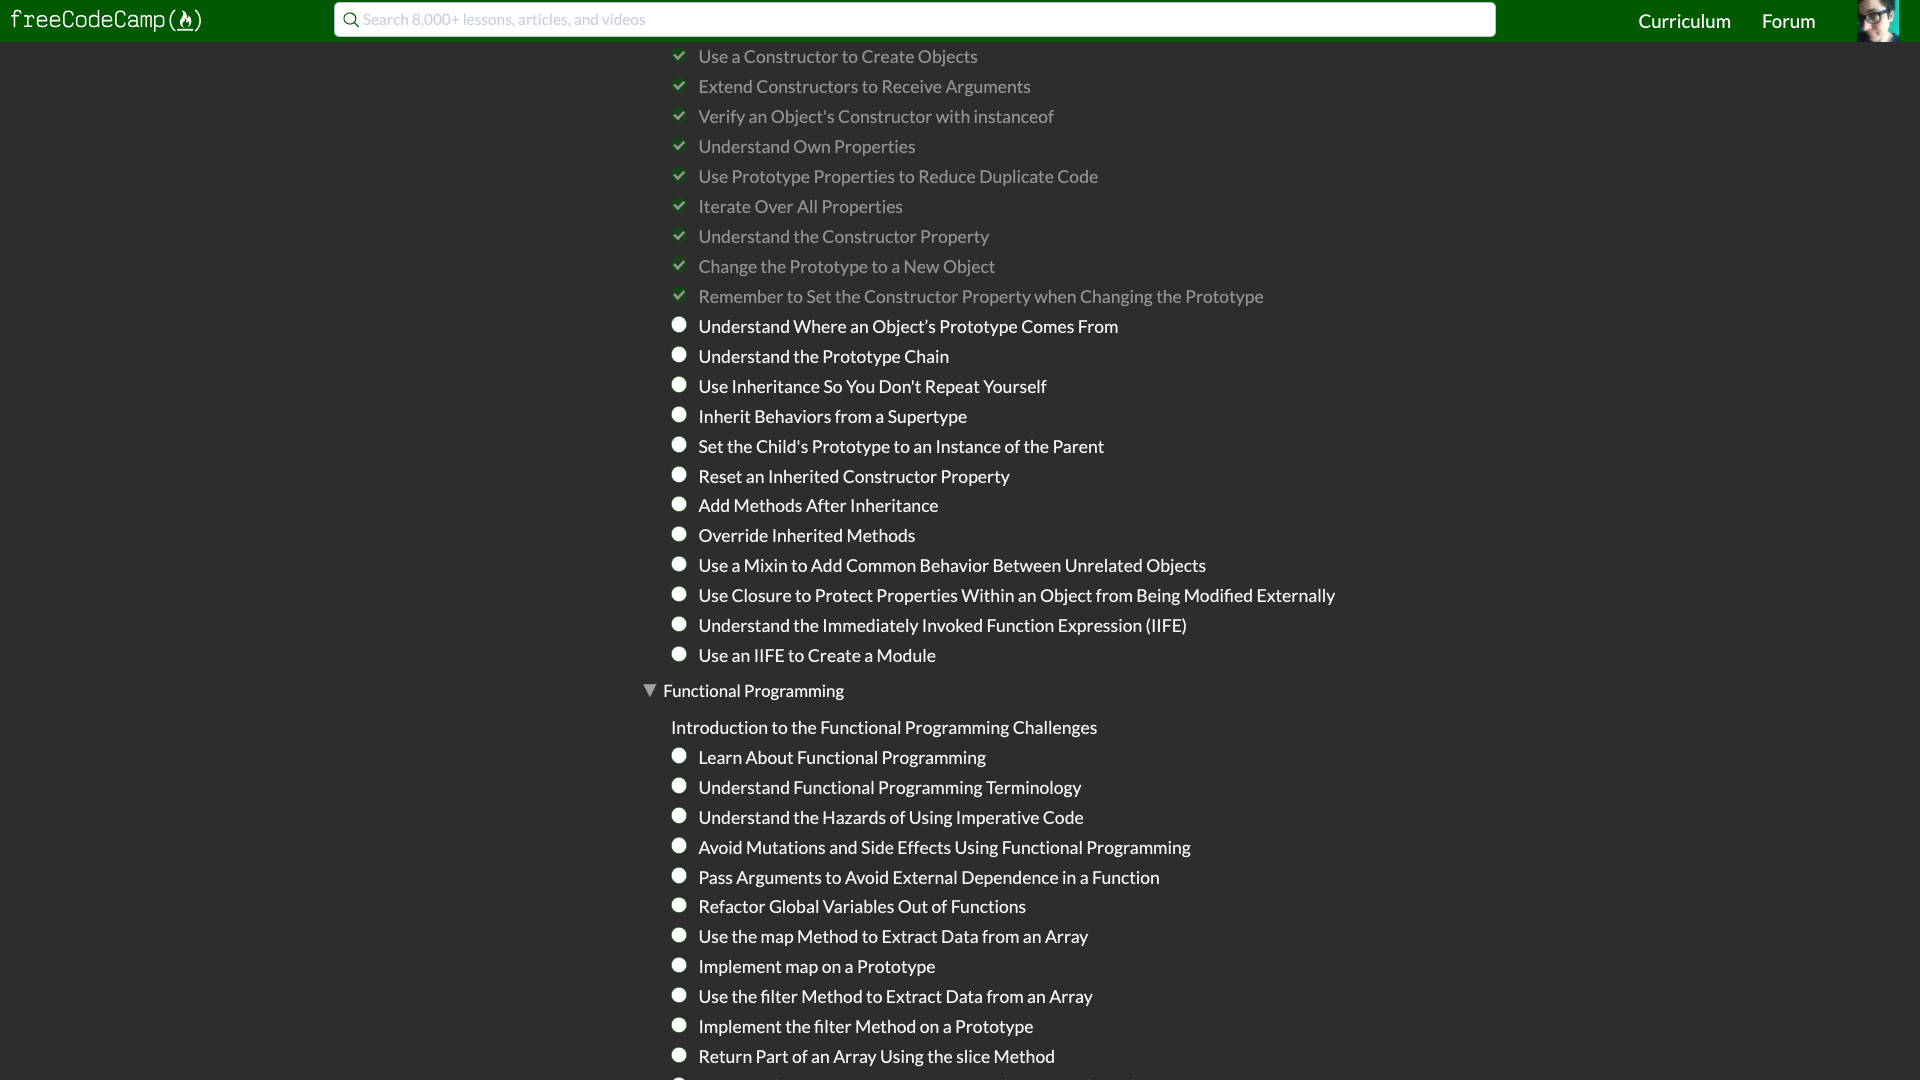 freeCodeCamp
Search 8,000+ lessons, articles, and videos
Curriculum
Forum
Use a Constructor to Create Objects
Extend Constructors to Receive Arguments
Verify an Object's Constructor with instanceof
Understand Own Properties
Use Prototype Properties to Reduce Duplicate Code
Iterate Over All Properties
Understand the Constructor Property
Change the Prototype to a New Object
Remember to Set the Constructor Property when Changing the Prototype
Understand Where an Object’s Prototype Comes From
Understand the Prototype Chain
Use Inheritance So You Don't Repeat Yourself
Inherit Behaviors from a Supertype
Set the Child's Prototype to an Instance of the Parent
Reset an Inherited Constructor Property
Add Methods After Inheritance
Override Inherited Methods
Use a Mixin to Add Common Behavior Between Unrelated Objects
Use Closure to Protect Properties Within an Object from Being Modified Externally
Understand the Immediately Invoked Function Expression (IIFE)
Use an IIFE to Create a Module
Functional Programming
Introduction to the Functional Programming Challenges
Learn About Functional Programming
Understand Functional Programming Terminology
Understand the Hazards of Using Imperative Code
Avoid Mutations and Side Effects Using Functional Programming
Pass Arguments to Avoid External Dependence in a Function
Refactor Global Variables Out of Functions
Use the map Method to Extract Data from an Array
Implement map on a Prototype
Use the filter Method to Extract Data from an Array
Implement the filter Method on a Prototype
Return Part of an Array Using the slice Method